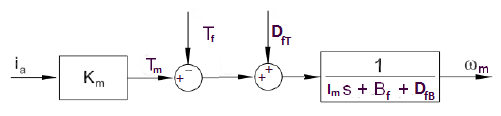 T_f
D_fT
i_a
K_m
T_m
1
I_m s + B_f + D_fB
ω_m
− + + +